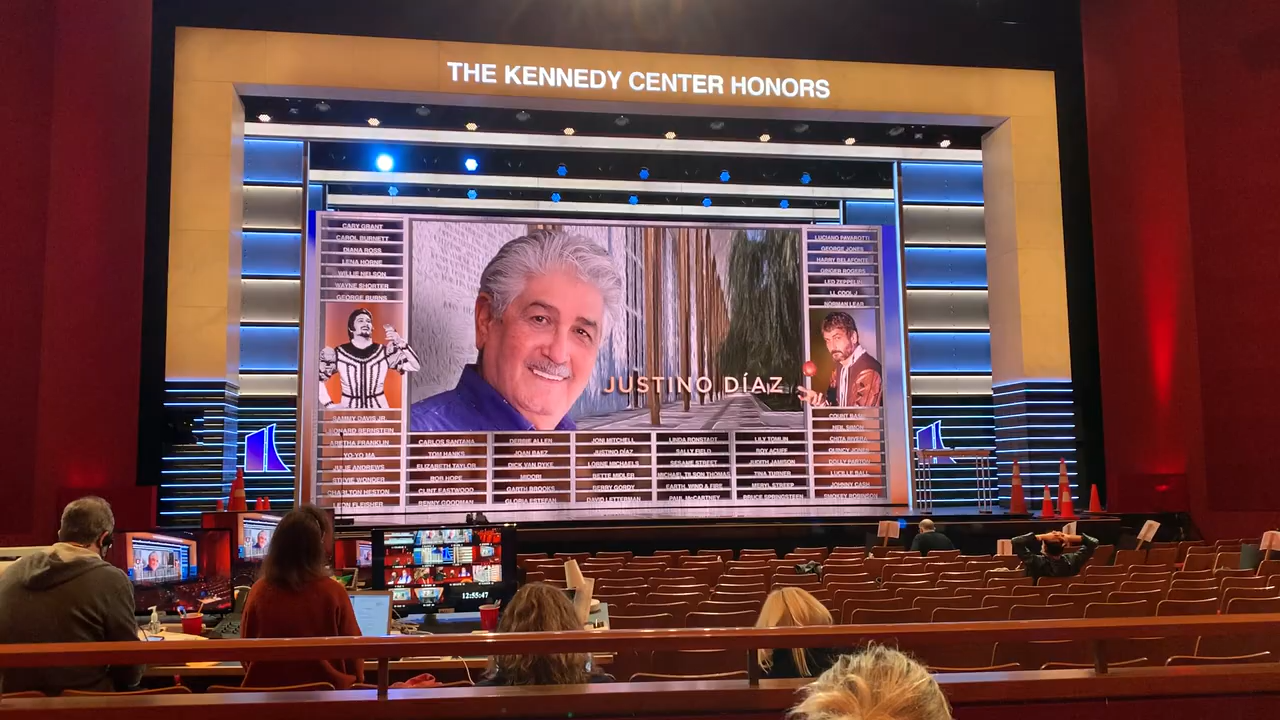 THE KENNEDY CENTER HONORS
CARY GRANT
CAROL BURNETT
DIANA ROSS
LENA HORNE
WILLIE NELSON
WAYNE SHORTER
GEORGE BURNS
LUCIANO PAVAROTTI
GEORGE JONES
HARRY BELAFONTE
GINGER ROGERS
LED ZEPPELIN
LL COOL J
NORMAN LEAR
JUSTINO DÍAZ
SAMMY DAVIS JR.
LEONARD BERNSTEIN
ARETHA FRANKLIN
YO-YO MA
JULIE ANDREWS
STEVIE WONDER
CHARLTON HESTON
LEON FLEISHER
CARLOS SANTANA
TOM HANKS
ELIZABETH TAYLOR
BOB HOPE
CLINT EASTWOOD
BENNY GOODMAN
DEBBIE ALLEN
JOAN BAEZ
DICK VAN DYKE
MIDORI
GARTH BROOKS
GLORIA ESTEFAN
JONI MITCHELL
JUSTINO DÍAZ
LORNE MICHAELS
BETTE MIDLER
BERRY GORDY
DAVID LETTERMAN
LINDA RONSTADT
SALLY FIELD
SESAME STREET
MICHAEL TILSON THOMAS
EARTH, WIND & FIRE
PAUL McCARTNEY
LILY TOMLIN
ROY ACUFF
JUDITH JAMISON
TINA TURNER
MERYL STREEP
BRUCE SPRINGSTEEN
COUNT BASIE
NEIL SIMON
CHITA RIVERA
QUINCY JONES
DOLLY PARTON
LUCILLE BALL
JOHNNY CASH
SMOKEY ROBINSON
12:55:47